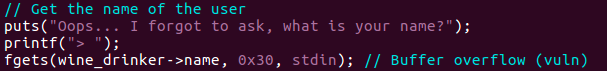 // Get the name of the user
puts("Oops... I forgot to ask, what is your name?");
printf("> ");
fgets(wine_drinker->name, 0x30, stdin); // Buffer overflow (vuln)